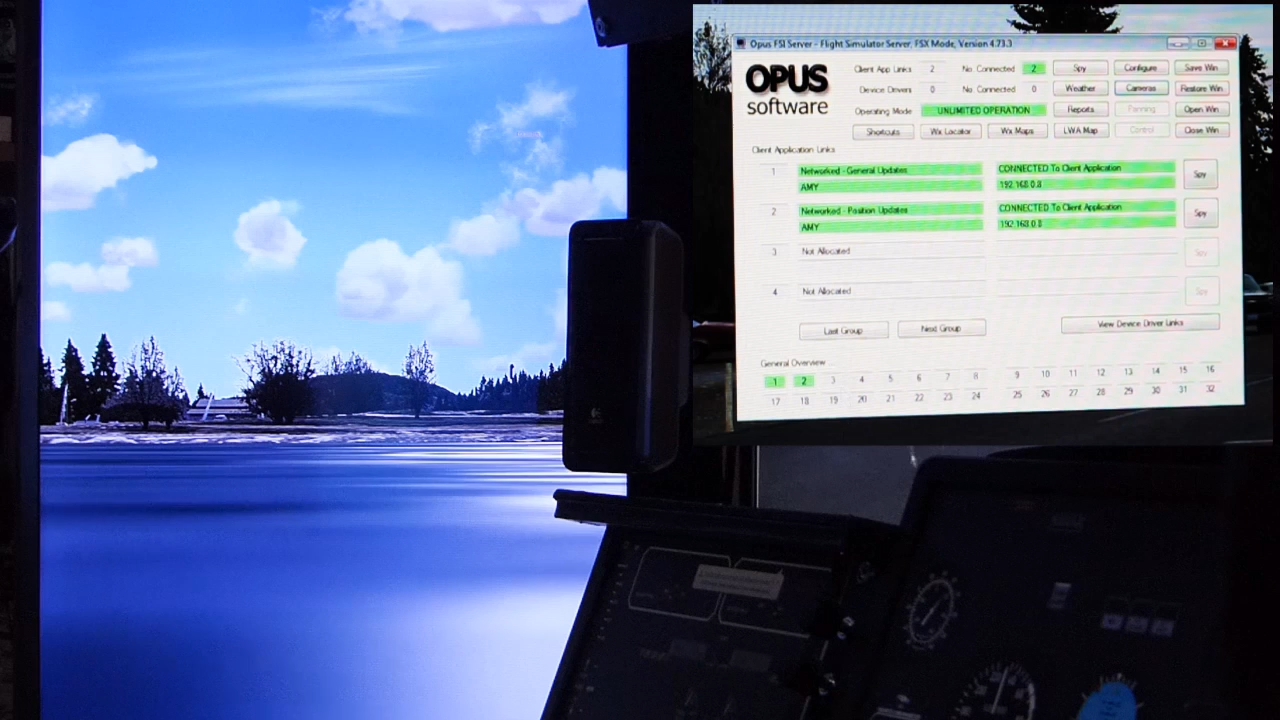 Opus FSI Server - Flight Simulator Server, FSX Mode, Version 4.73.3
OPUS
software
Client App Links 2 No. Connected 2 Spy Configure Save Win
Device Drivers 0 No. Connected 0 Weather Cameras Restore Win
Operating Mode UNLIMITED OPERATION Reports Panning Open Win
Shortcuts Wx Locator Wx Maps LWA Map Control Close Win
Client Application Links
1 Networked - General Updates CONNECTED To Client Application Spy
AMY 192.168.0.8
2 Networked - Position Updates CONNECTED To Client Application Spy
AMY 192.168.0.8
3 Not Allocated Spy
4 Not Allocated Spy
Last Group Next Group View Device Driver Links
General Overview
1 2 3 4 5 6 7 8 9 10 11 12 13 14 15 16
17 18 19 20 21 22 23 24 25 26 27 28 29 30 31 32